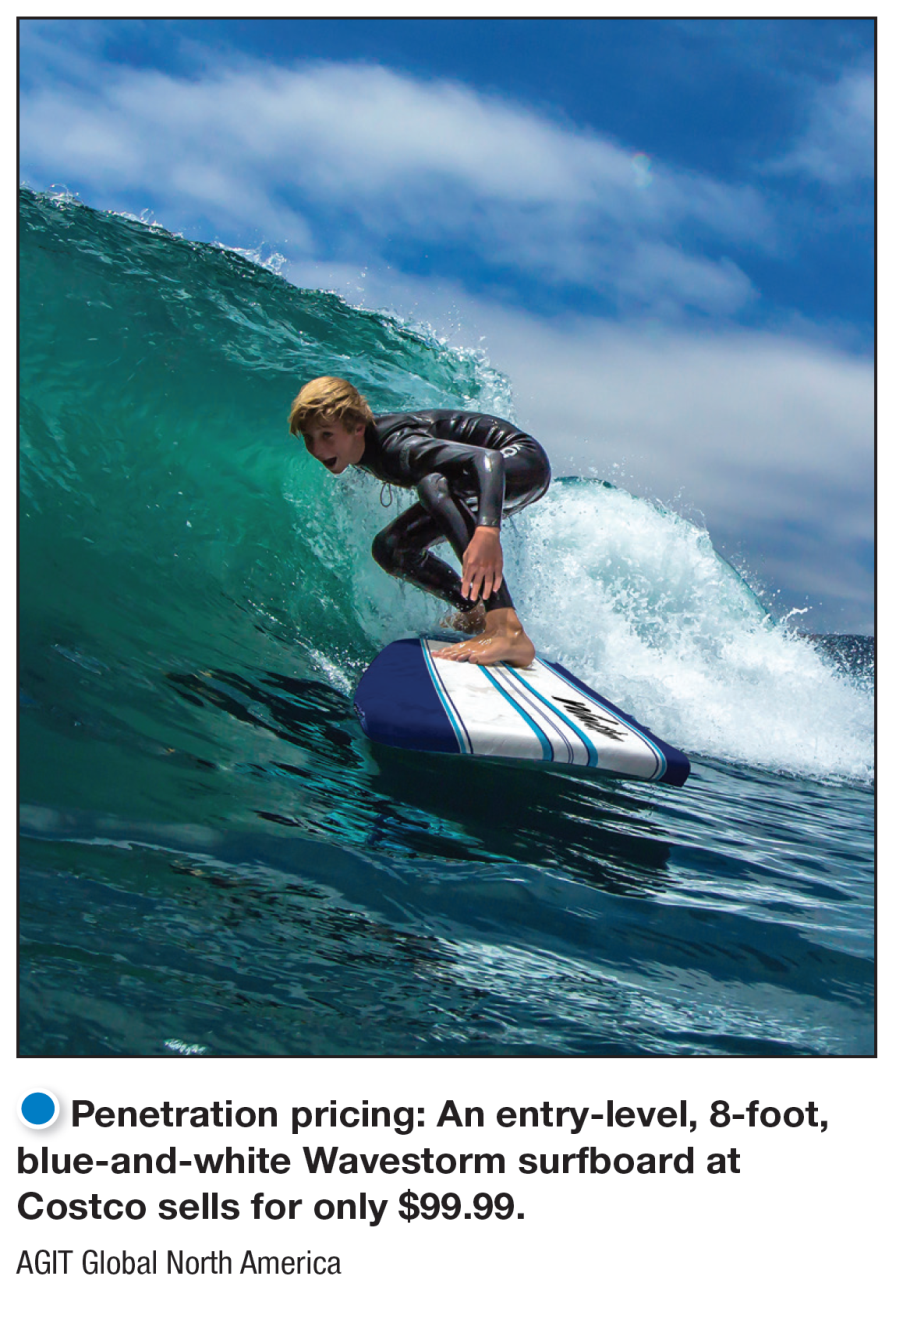 Penetration pricing: An entry-level, 8-foot,
blue-and-white Wavestorm surfboard at
Costco sells for only $99.99.
AGIT Global North America